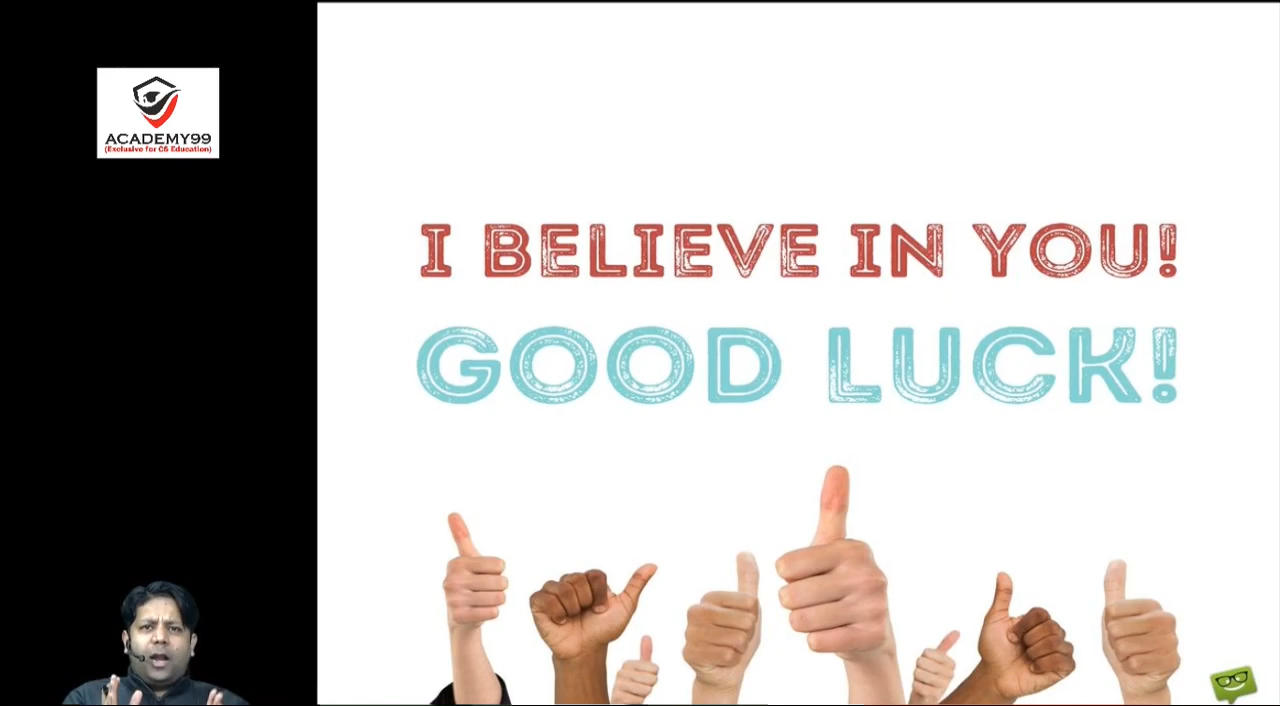 ACADEMY99
(Exclusive for CS Education)
I BELIEVE IN YOU!
GOOD LUCK!